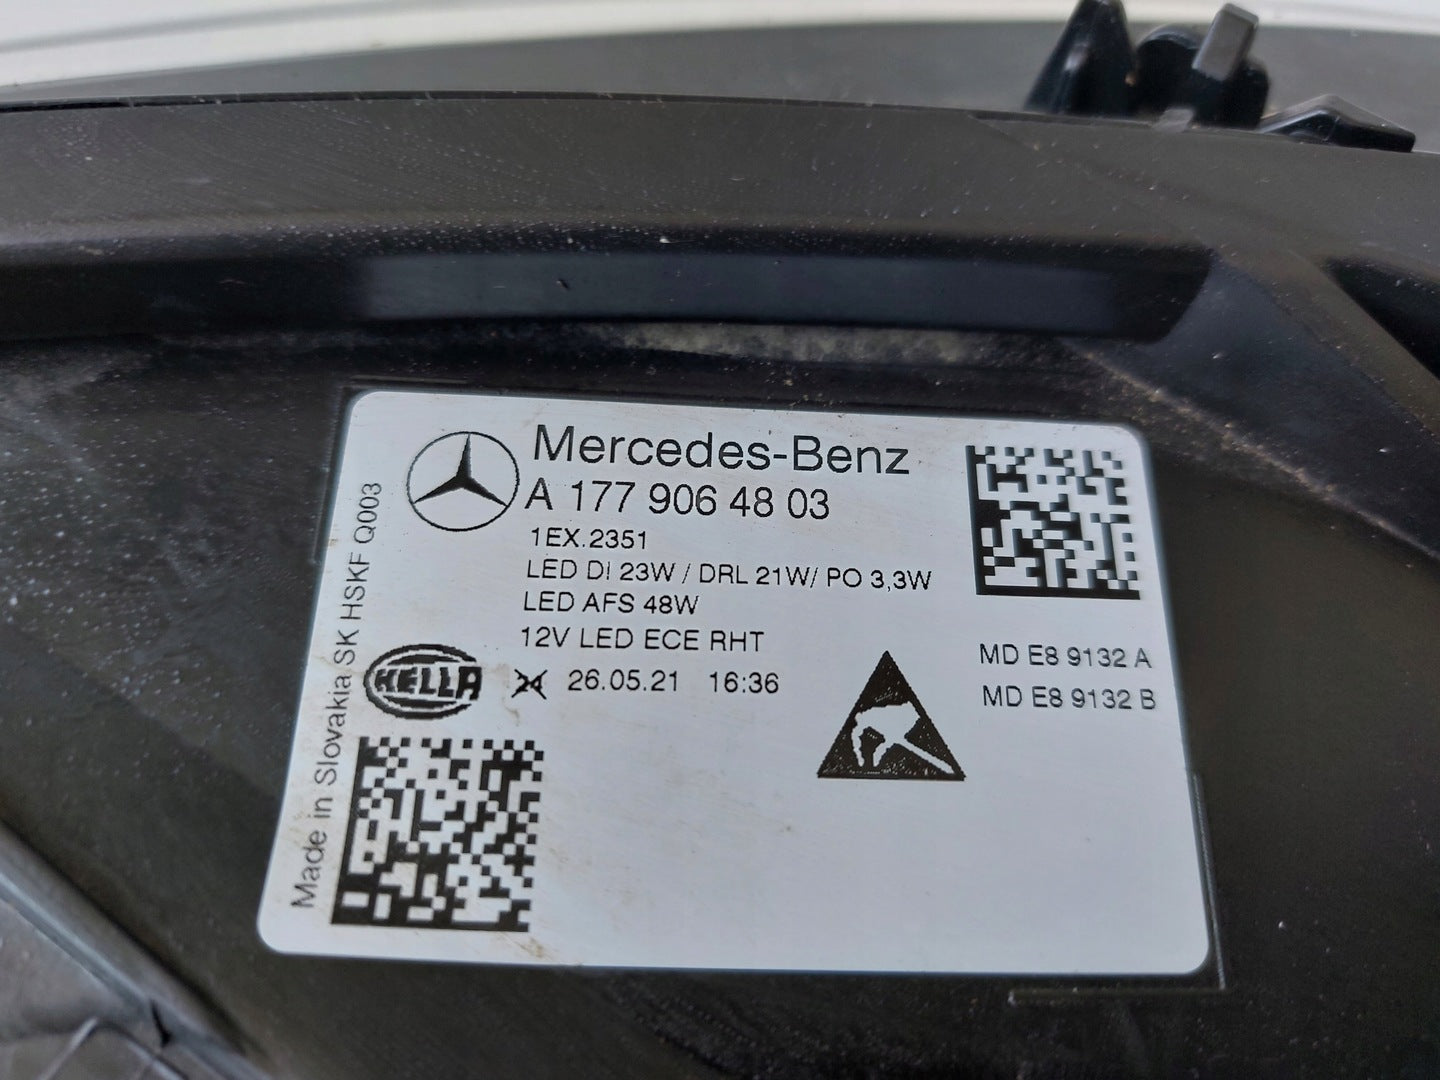 Mercedes-Benz
A 177 906 48 03
1EX.2351
LED DI 23W / DRL 21W/ PO 3,3W
LED AFS 48W
12V LED ECE RHT
HELLA 24 26.05.21 16:36
MD E8 9132 A
MD E8 9132 B
Made in Slovakia SK HSKF Q003